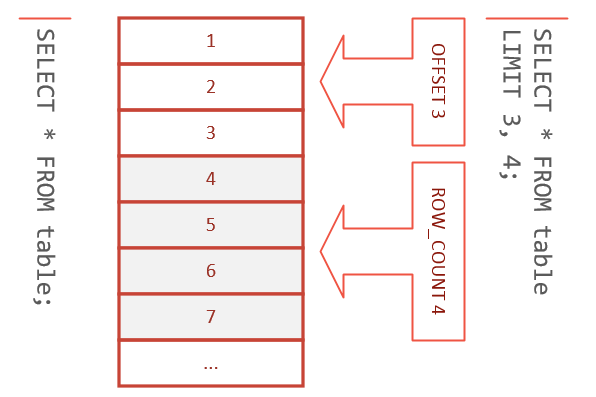 SELECT * FROM table;
1
2
3
4
5
6
7
...
OFFSET 3
ROW_COUNT 4
SELECT * FROM table
LIMIT 3, 4;